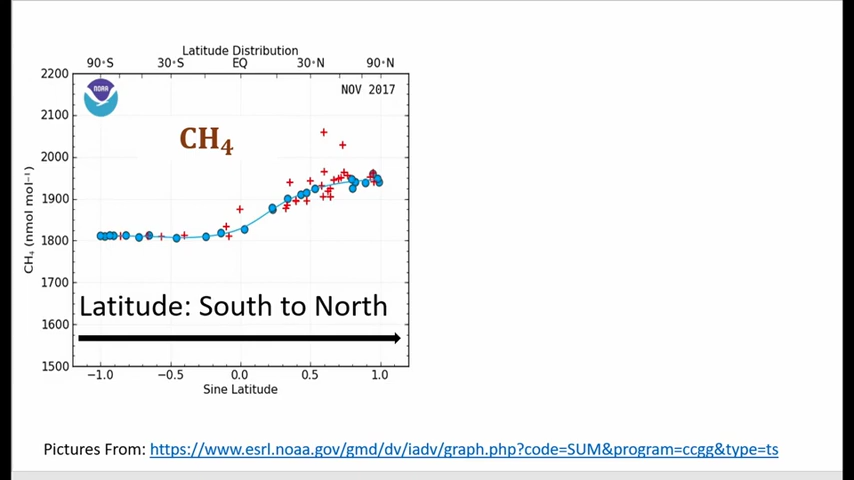 Latitude Distribution
90°S 30°S EQ 30°N 90°N
2200
NOAA
NOV 2017
2100
CH₄
2000
1900
1800
1700
1600
1500
CH₄ (nmol mol⁻¹)
Latitude: South to North
−1.0 −0.5 0.0 0.5 1.0
Sine Latitude
Pictures From: https://www.esrl.noaa.gov/gmd/dv/iadv/graph.php?code=SUM&program=ccgg&type=ts